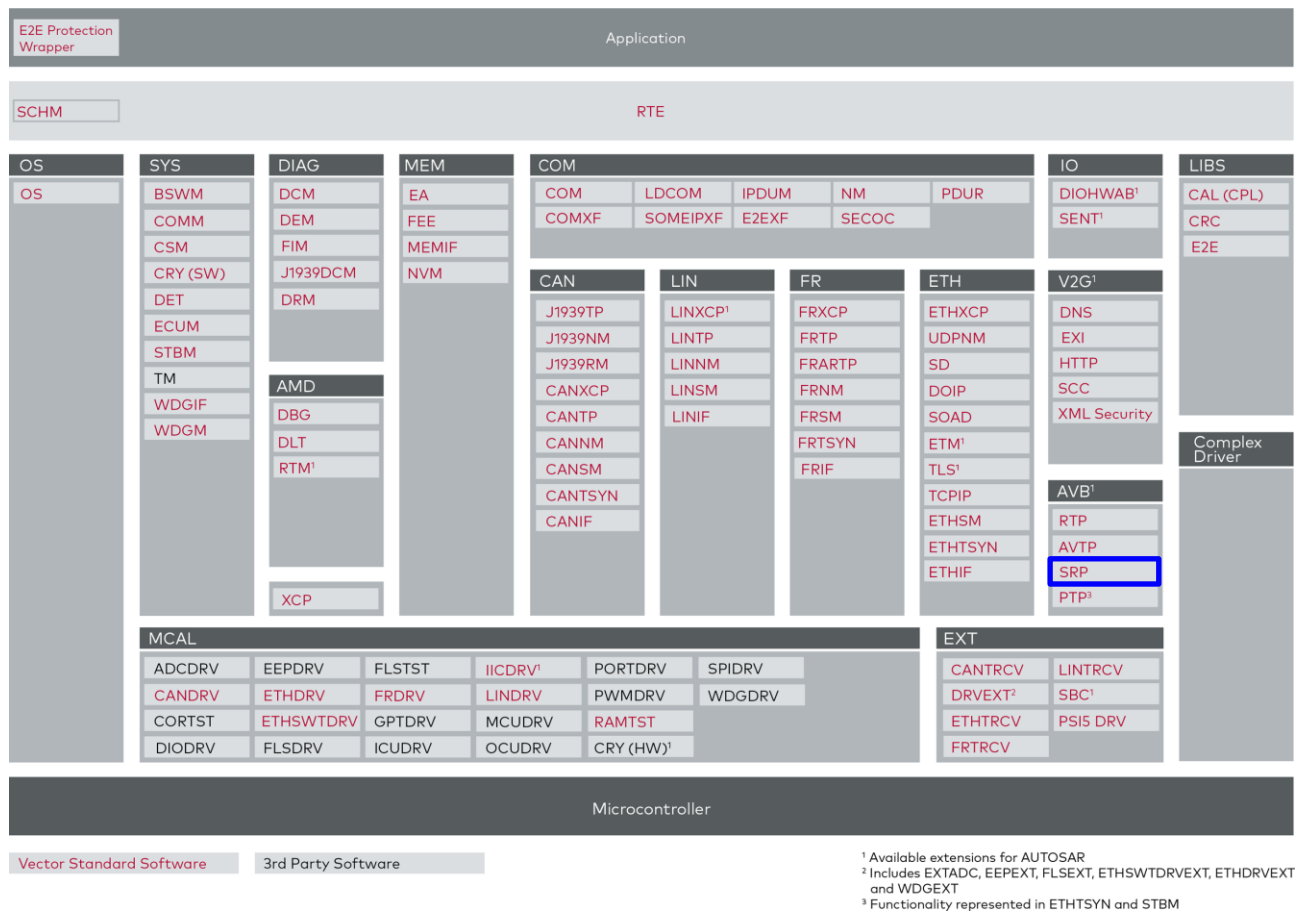 E2E Protection
Wrapper
Application
SCHM
RTE
OS
OS
SYS
BSWM
COMM
CSM
CRY (SW)
DET
ECUM
STBM
TM
WDGIF
WDGM
DIAG
DCM
DEM
FIM
J1939DCM
DRM
AMD
DBG
DLT
RTM¹
XCP
MEM
EA
FEE
MEMIF
NVM
COM
COM LDCOM IPDUM NM PDUR
COMXF SOMEIPXF E2EXF SECOC
CAN
J1939TP
J1939NM
J1939RM
CANXCP
CANTP
CANNM
CANSM
CANTSYN
CANIF
LIN
LINXCP¹
LINTP
LINNM
LINSM
LINIF
FR
FRXCP
FRTP
FRARTP
FRNM
FRSM
FRTSYN
FRIF
ETH
ETHXCP
UDPNM
SD
DOIP
SOAD
ETM¹
TLS¹
TCPIP
ETHSM
ETHTSYN
ETHIF
IO
DIOHWAB¹
SENT¹
V2G¹
DNS
EXI
HTTP
SCC
XML Security
AVB¹
RTP
AVTP
SRP
PTP³
LIBS
CAL (CPL)
CRC
E2E
Complex
Driver
MCAL
ADCDRV EEPDRV FLSTST IICDRV¹ PORTDRV SPIDRV
CANDRV ETHDRV FRDRV LINDRV PWMDRV WDGDRV
CORTST ETHSWTDRV GPTDRV MCUDRV RAMTST
DIODRV FLSDRV ICUDRV OCUDRV CRY (HW)¹
EXT
CANTRCV LINTRCV
DRVEXT² SBC¹
ETHTRCV PSI5 DRV
FRTRCV
Microcontroller
Vector Standard Software
3rd Party Software
¹ Available extensions for AUTOSAR
² Includes EXTADC, EEPEXT, FLSEXT, ETHSWTDRVEXT, ETHDRVEXT
and WDGEXT
³ Functionality represented in ETHTSYN and STBM